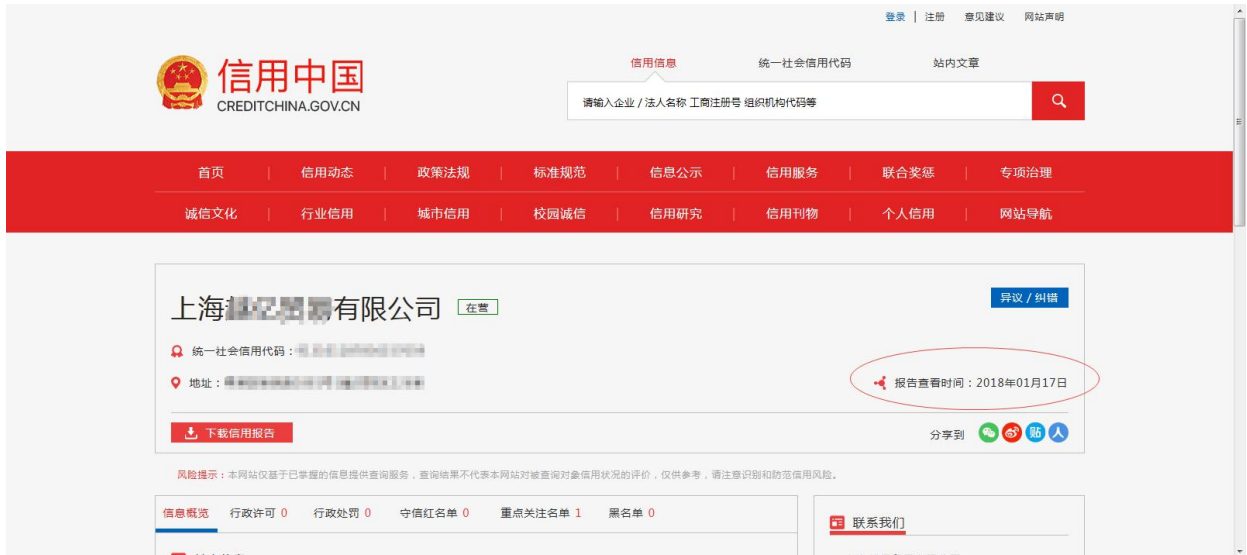 登录 | 注册 意见建议 网站声明
信用中国
CREDITCHINA.GOV.CN
信用信息 统一社会信用代码 站内文章
请输入企业 / 法人名称 工商注册号 组织机构代码等
首页 信用动态 政策法规 标准规范 信息公示 信用服务 联合奖惩 专项治理
诚信文化 行业信用 城市信用 校园诚信 信用研究 信用刊物 个人信用 网站导航
上海 有限公司 在营
异议 / 纠错
统一社会信用代码：
地址：
报告查看时间：2018年01月17日
下载信用报告
分享到
贴 人
风险提示：本网站仅基于已掌握的信息提供查询服务，查询结果不代表本网站对被查询对象信用状况的评价，仅供参考，请注意识别和防范信用风险。
信息概览 行政许可 0 行政处罚 0 守信红名单 0 重点关注名单 1 黑名单 0
联系我们